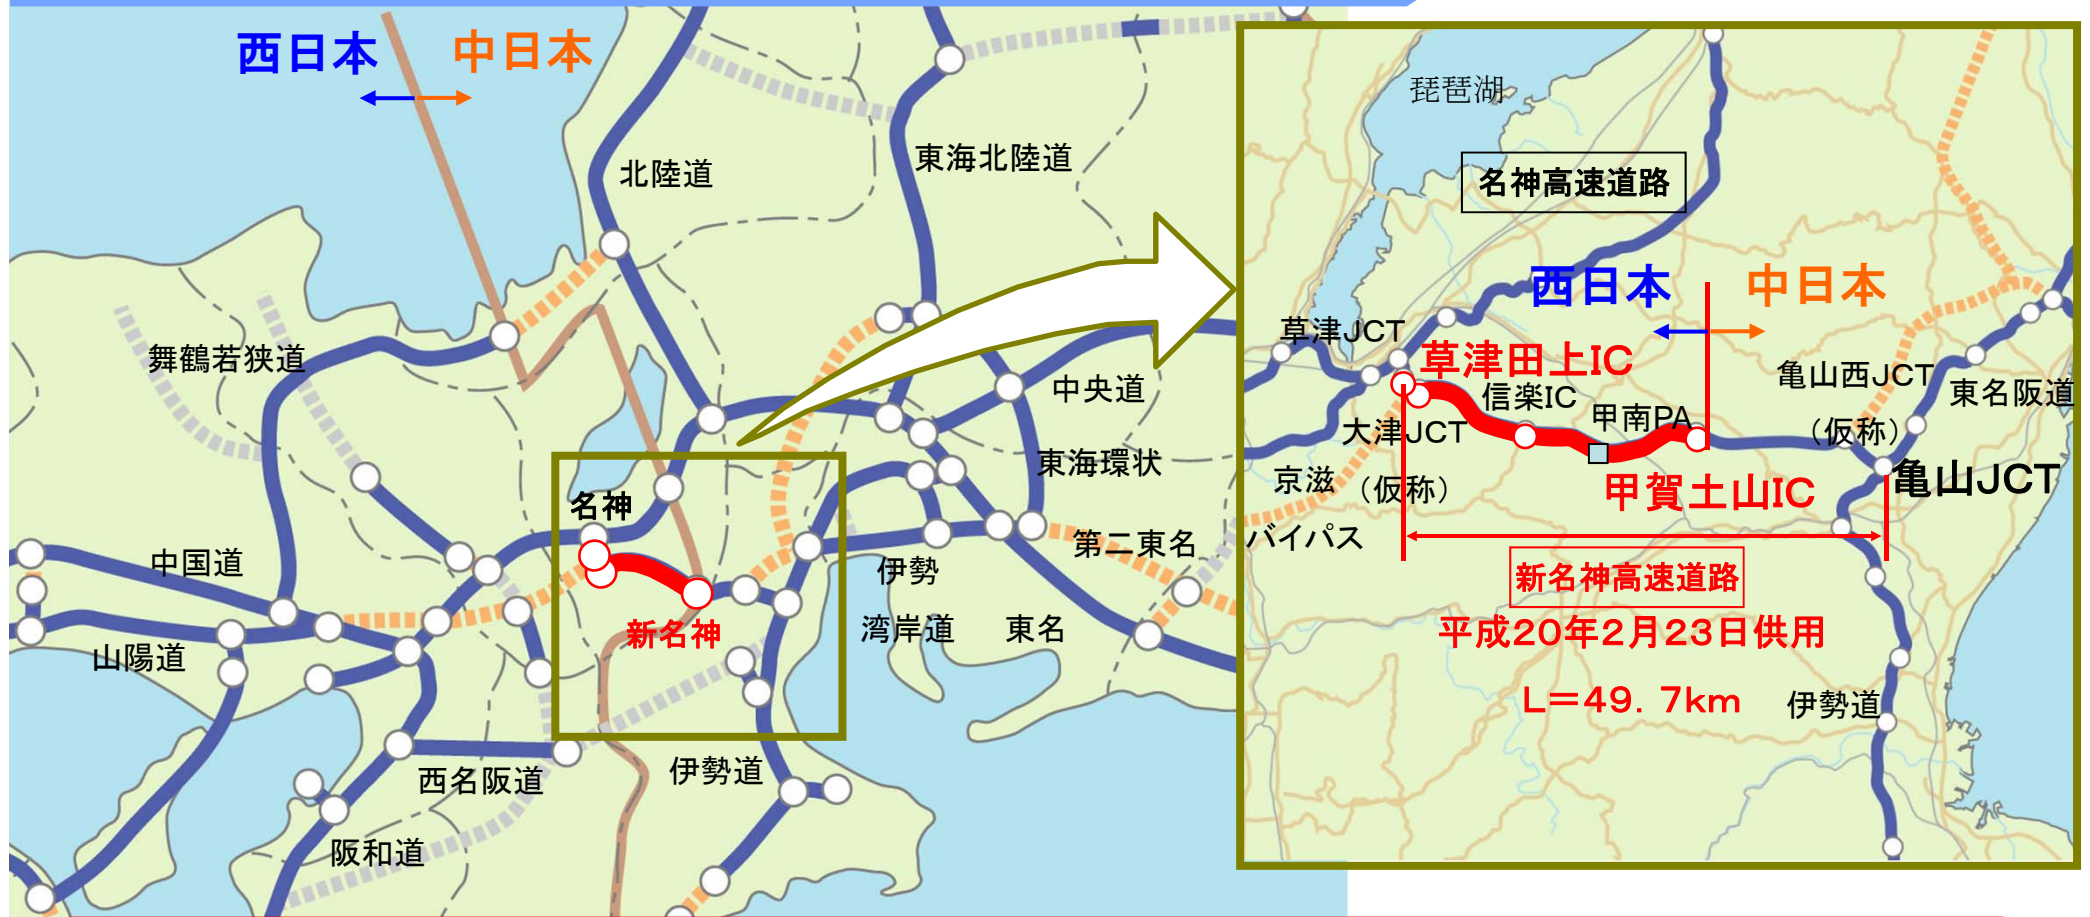 西日本
中日本
北陸道
東海北陸道
舞鶴若狭道
中央道
東海環状
名神
中国道
第二東名
伊勢
湾岸道
東名
新名神
山陽道
西名阪道
伊勢道
阪和道
琵琶湖
名神高速道路
西日本
中日本
草津JCT
草津田上IC
亀山西JCT
（仮称）
信楽IC
東名阪道
甲南PA
大津JCT
（仮称）
亀山JCT
京滋
バイパス
甲賀土山IC
新名神高速道路
平成20年2月23日供用
L＝49．7km
伊勢道